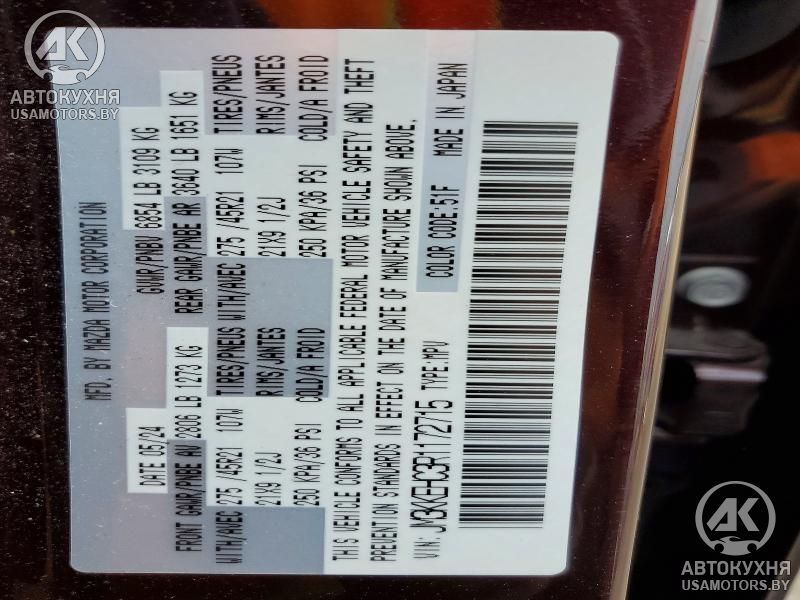 MFD. BY MAZDA MOTOR CORPORATION
DATE 05/24 GVWR/PNBV 6854 LB 3109 KG
FRONT GAWR/PNBE AV 2806 LB 1273 KG REAR GAWR/PNBE AR 3640 LB 1651 KG
WITH/AVEC 275 /45R21 107W TIRES/PNEUS WITH/AVEC 275 /45R21 107W TIRES/PNEUS
21X9 1/2J RIMS/JANTES 21X9 1/2J RIMS/JANTES
250 KPA/36 PSI COLD/A FROID 250 KPA/36 PSI COLD/A FROID
THIS VEHICLE CONFORMS TO ALL APPLICABLE FEDERAL MOTOR VEHICLE SAFETY AND THEFT
PREVENTION STANDARDS IN EFFECT ON THE DATE OF MANUFACTURE SHOWN ABOVE.
VIN: JM3KEHC3R1172715 TYPE:MPV COLOR CODE:51F MADE IN JAPAN
AK
АВТОКУХНЯ
USAMOTORS.BY
AK
АВТОКУХНЯ
USAMOTORS.BY